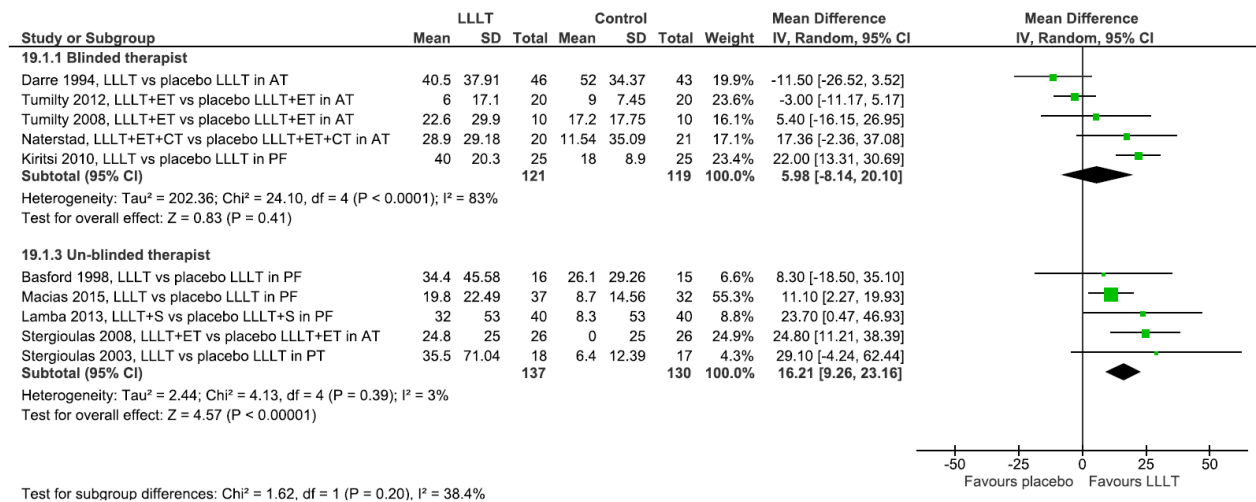 LLLT Control Mean Difference Mean Difference
Study or Subgroup Mean SD Total Mean SD Total Weight IV, Random, 95% CI IV, Random, 95% CI
19.1.1 Blinded therapist
Darre 1994, LLLT vs placebo LLLT in AT 40.5 37.91 46 52 34.37 43 19.9% -11.50 [-26.52, 3.52]
Tumilty 2012, LLLT+ET vs placebo LLLT+ET in AT 6 17.1 20 9 7.45 20 23.6% -3.00 [-11.17, 5.17]
Tumilty 2008, LLLT+ET vs placebo LLLT+ET in AT 22.6 29.9 10 17.2 17.75 10 16.1% 5.40 [-16.15, 26.95]
Naterstad, LLLT+ET+CT vs placebo LLLT+ET+CT in AT 28.9 29.18 20 11.54 35.09 21 17.1% 17.36 [-2.36, 37.08]
Kiritsi 2010, LLLT vs placebo LLLT in PF 40 20.3 25 18 8.9 25 23.4% 22.00 [13.31, 30.69]
Subtotal (95% CI) 121 119 100.0% 5.98 [-8.14, 20.10]
Heterogeneity: Tau² = 202.36; Chi² = 24.10, df = 4 (P < 0.0001); I² = 83%
Test for overall effect: Z = 0.83 (P = 0.41)
19.1.3 Un-blinded therapist
Basford 1998, LLLT vs placebo LLLT in PF 34.4 45.58 16 26.1 29.26 15 6.6% 8.30 [-18.50, 35.10]
Macias 2015, LLLT vs placebo LLLT in PF 19.8 22.49 37 8.7 14.56 32 55.3% 11.10 [2.27, 19.93]
Lamba 2013, LLLT+S vs placebo LLLT+S in PF 32 53 40 8.3 53 40 8.8% 23.70 [0.47, 46.93]
Stergioulas 2008, LLLT+ET vs placebo LLLT+ET in AT 24.8 25 26 0 25 26 24.9% 24.80 [11.21, 38.39]
Stergioulas 2003, LLLT vs placebo LLLT in PT 35.5 71.04 18 6.4 12.39 17 4.3% 29.10 [-4.24, 62.44]
Subtotal (95% CI) 137 130 100.0% 16.21 [9.26, 23.16]
Heterogeneity: Tau² = 2.44; Chi² = 4.13, df = 4 (P = 0.39); I² = 3%
Test for overall effect: Z = 4.57 (P < 0.00001)
-50 -25 0 25 50
Favours placebo Favours LLLT
Test for subgroup differences: Chi² = 1.62, df = 1 (P = 0.20), I² = 38.4%